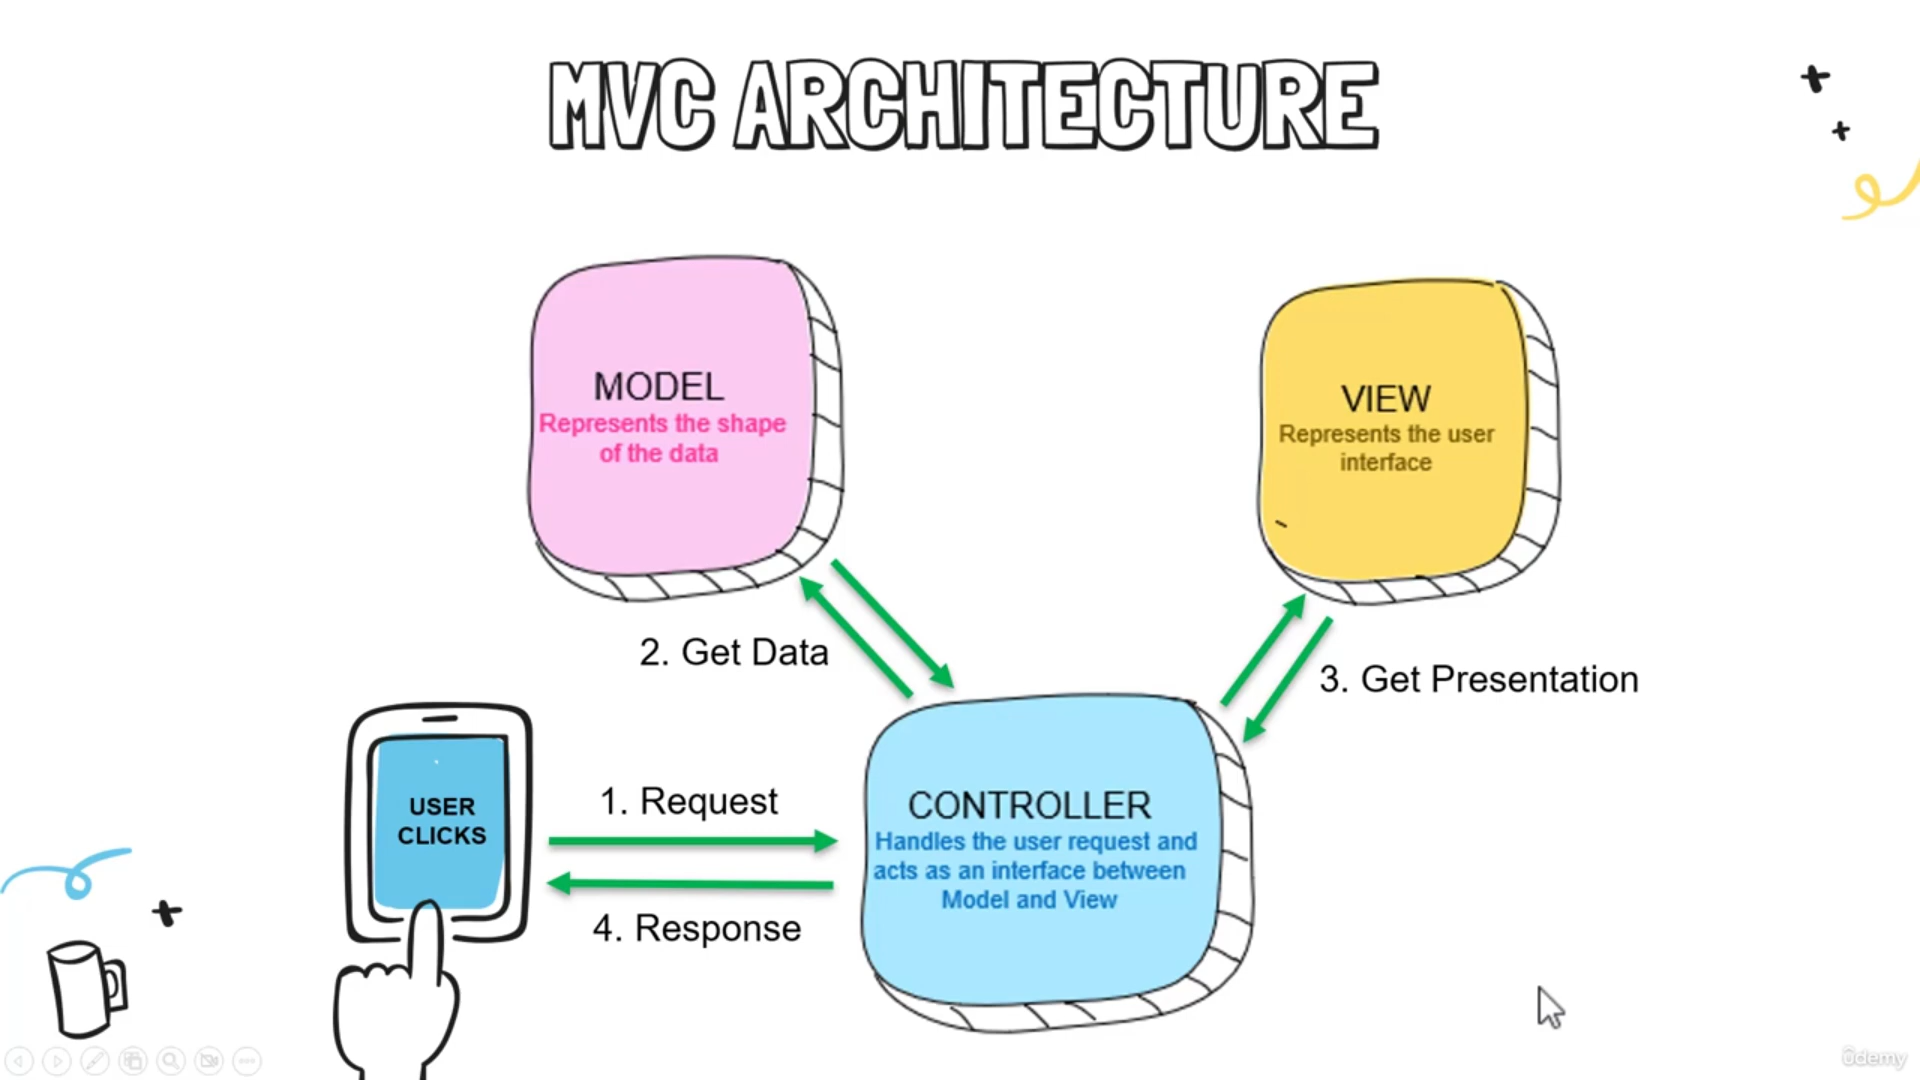 MVC ARCHITECTURE
MODEL
Represents the shape
of the data
VIEW
Represents the user
interface
2. Get Data
3. Get Presentation
USER
CLICKS
1. Request
4. Response
CONTROLLER
Handles the user request and
acts as an interface between
Model and View
ûdemy